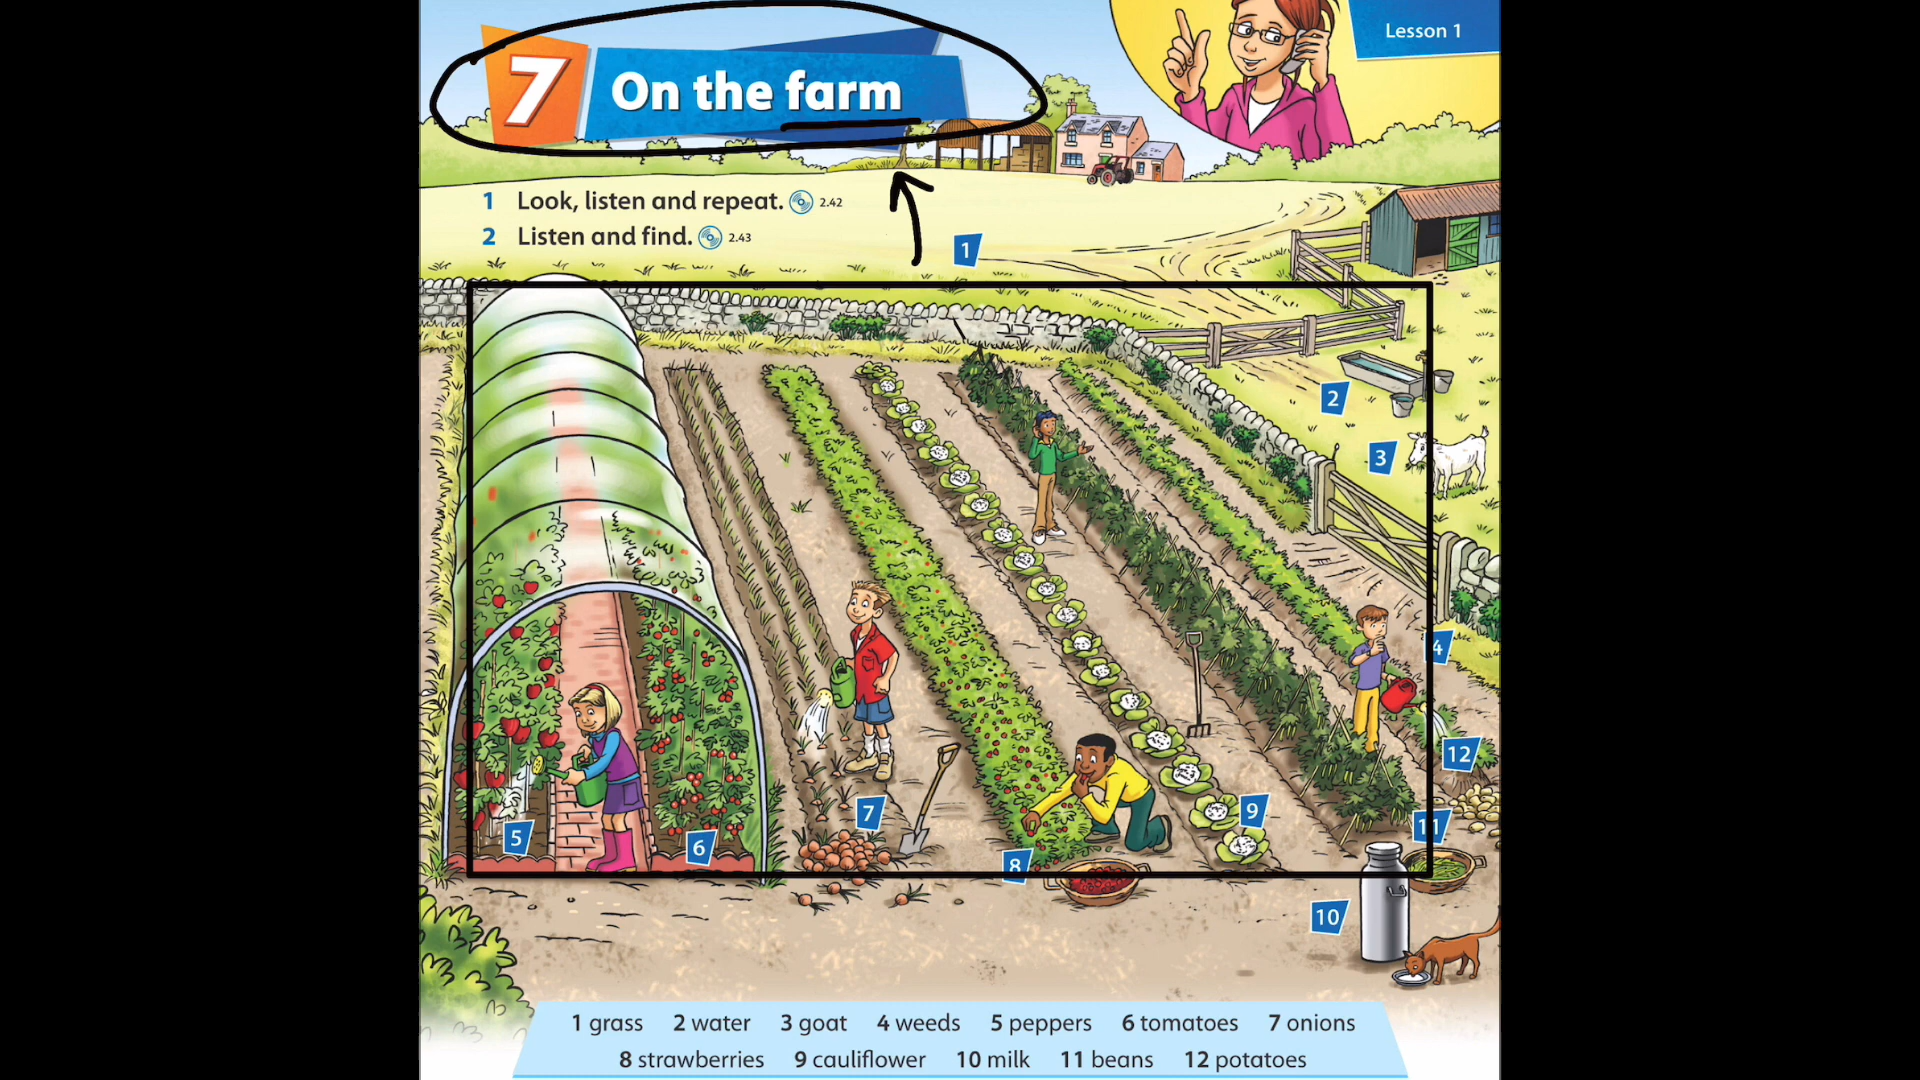 7 On the farm
Lesson 1
1 Look, listen and repeat. 2.42
2 Listen and find. 2.43
1
2
3
4
5
6
7
8
9
10
11
12
1 grass 2 water 3 goat 4 weeds 5 peppers 6 tomatoes 7 onions
8 strawberries 9 cauliflower 10 milk 11 beans 12 potatoes